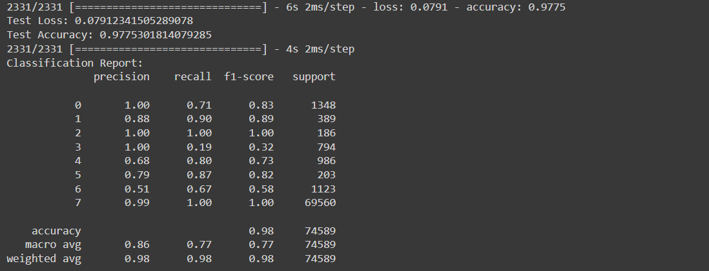 2331/2331 [==============================] - 6s 2ms/step - loss: 0.0791 - accuracy: 0.9775
Test Loss: 0.07912341505289078
Test Accuracy: 0.9775301814079285
2331/2331 [==============================] - 4s 2ms/step
Classification Report:
              precision    recall  f1-score   support

           0       1.00      0.71      0.83      1348
           1       0.88      0.90      0.89       389
           2       1.00      1.00      1.00       186
           3       1.00      0.19      0.32       794
           4       0.68      0.80      0.73       986
           5       0.79      0.87      0.82       203
           6       0.51      0.67      0.58      1123
           7       0.99      1.00      1.00     69560

    accuracy                           0.98     74589
   macro avg       0.86      0.77      0.77     74589
weighted avg       0.98      0.98      0.98     74589